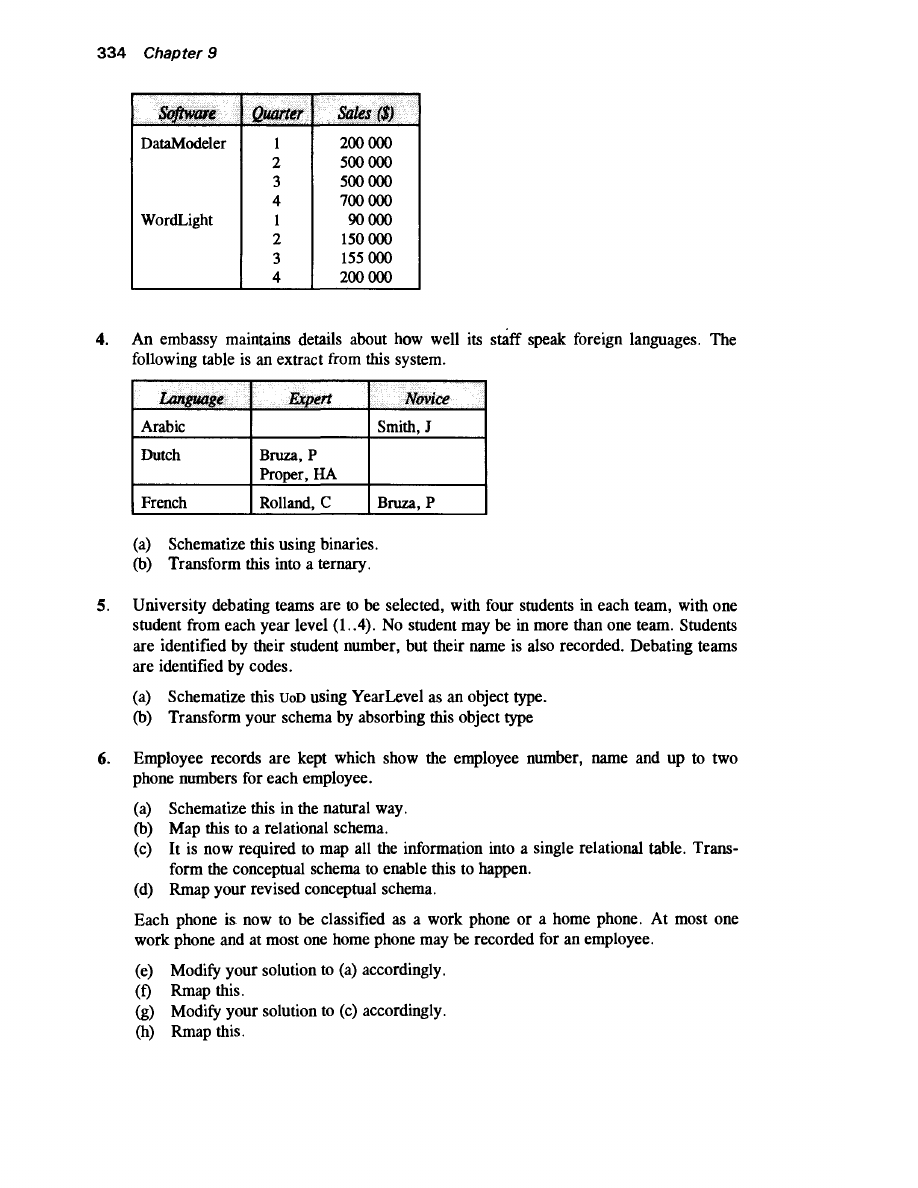 334 Chapter 9
Software Quarter Sales ($)
DataModeler 1 200 000
2 500 000
3 500 000
4 700 000
WordLight 1 90 000
2 150 000
3 155 000
4 200 000
4. An embassy maintains details about how well its staff speak foreign languages. The
following table is an extract from this system.
Language Expert Novice
Arabic Smith, J
Dutch Bruza, P
Proper, HA
French Rolland, C Bruza, P
(a) Schematize this using binaries.
(b) Transform this into a ternary.
5. University debating teams are to be selected, with four students in each team, with one
student from each year level (1..4). No student may be in more than one team. Students
are identified by their student number, but their name is also recorded. Debating teams
are identified by codes.
(a) Schematize this UoD using YearLevel as an object type.
(b) Transform your schema by absorbing this object type
6. Employee records are kept which show the employee number, name and up to two
phone numbers for each employee.
(a) Schematize this in the natural way.
(b) Map this to a relational schema.
(c) It is now required to map all the information into a single relational table. Trans-
form the conceptual schema to enable this to happen.
(d) Rmap your revised conceptual schema.
Each phone is now to be classified as a work phone or a home phone. At most one
work phone and at most one home phone may be recorded for an employee.
(e) Modify your solution to (a) accordingly.
(f) Rmap this.
(g) Modify your solution to (c) accordingly.
(h) Rmap this.